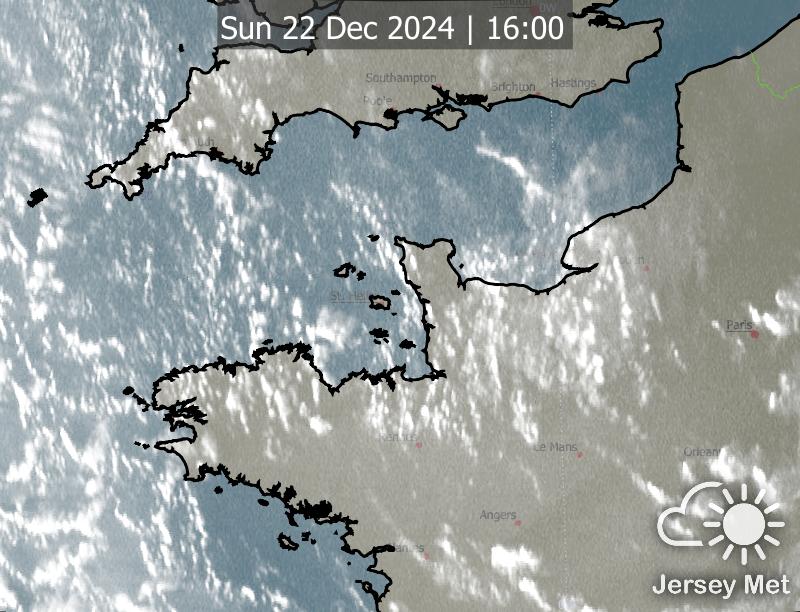 London
Sun 22 Dec 2024 | 16:00
Southampton
Poole
Brighton
Hastings
St. Heli
Paris
Rennes
Le Mans
Orleans
Angers
Nantes
Jersey Met